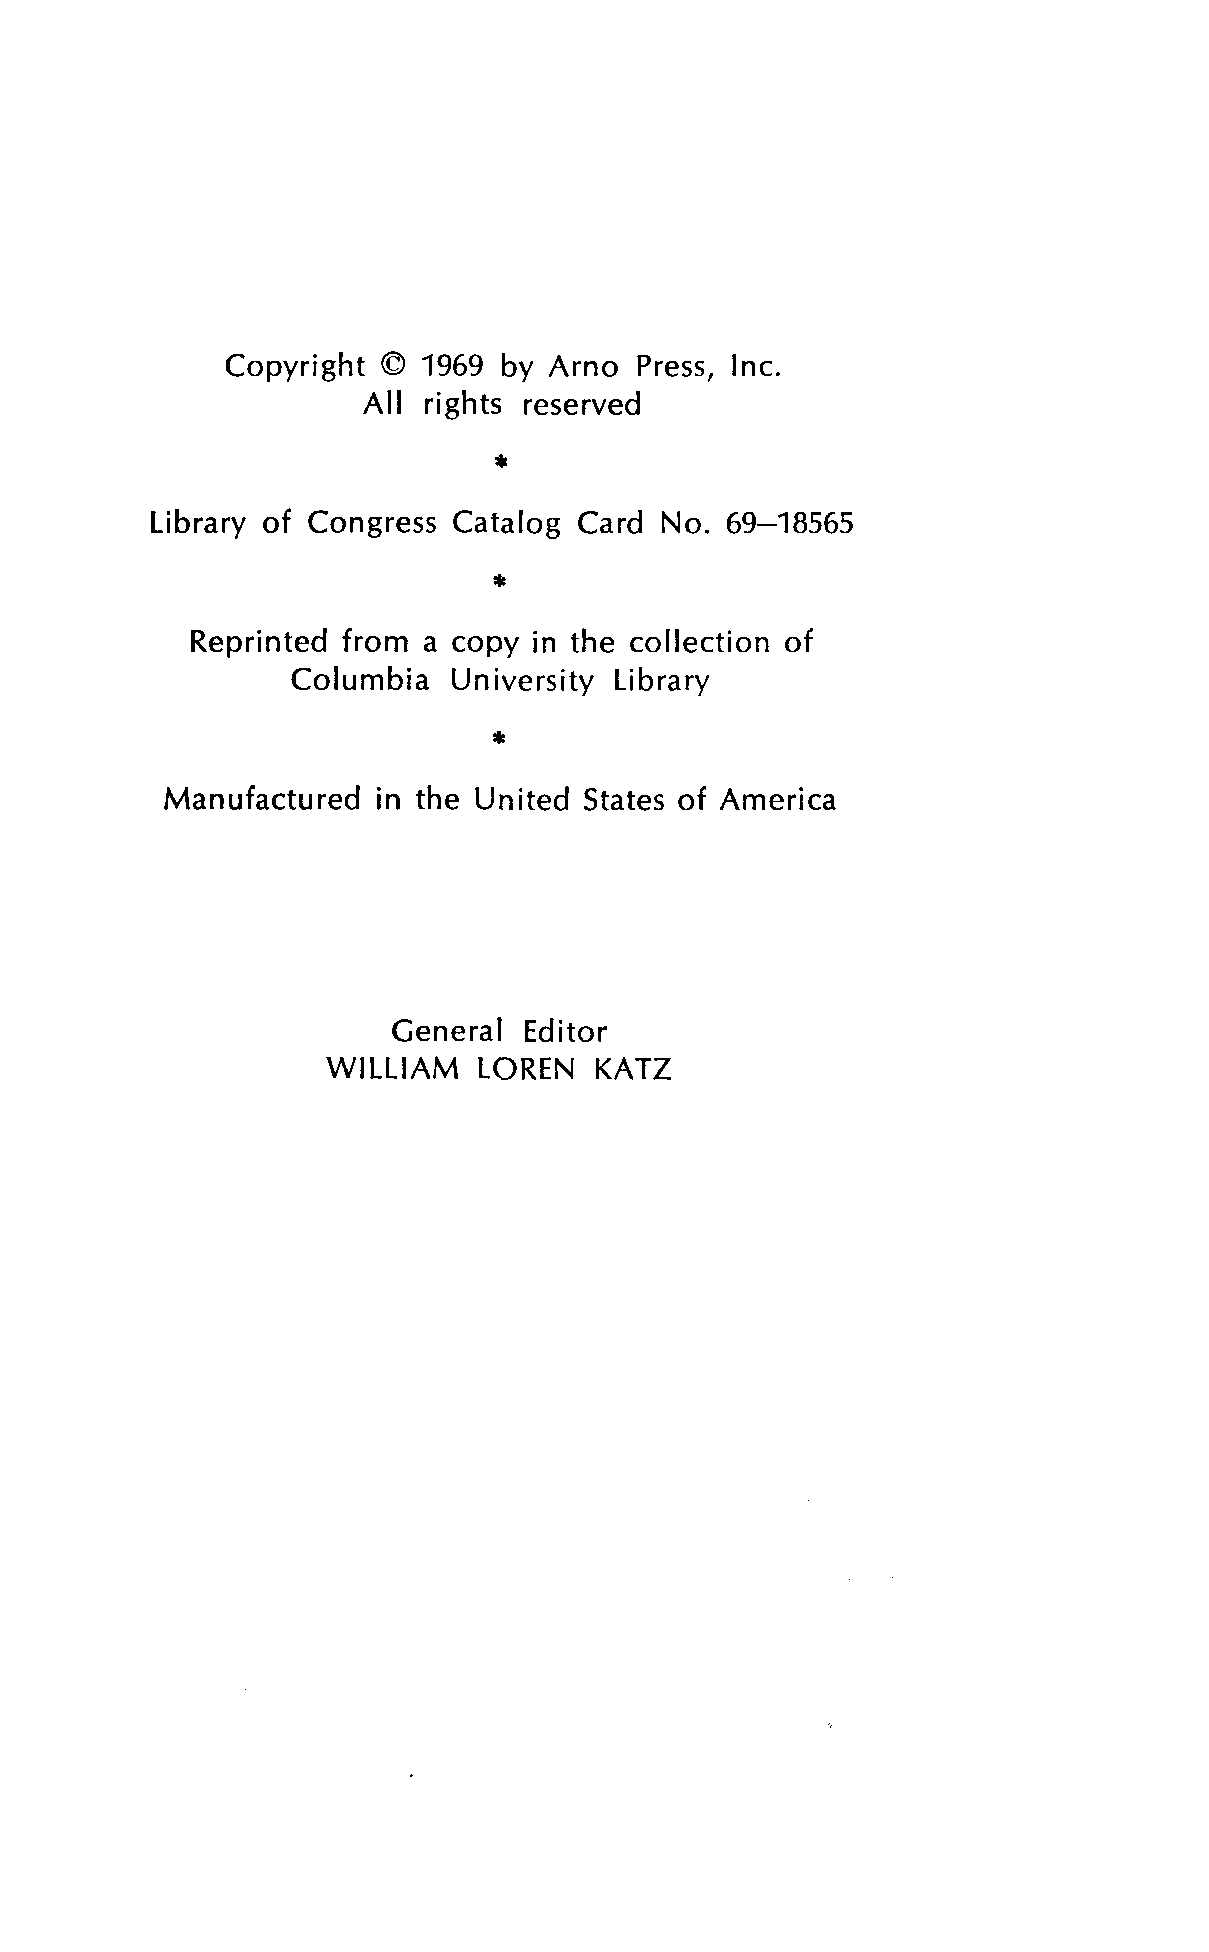 Copyright © 1969 by Arno Press, Inc.
All rights reserved
*
Library of Congress Catalog Card No. 69–18565
*
Reprinted from a copy in the collection of
Columbia University Library
*
Manufactured in the United States of America
General Editor
WILLIAM LOREN KATZ